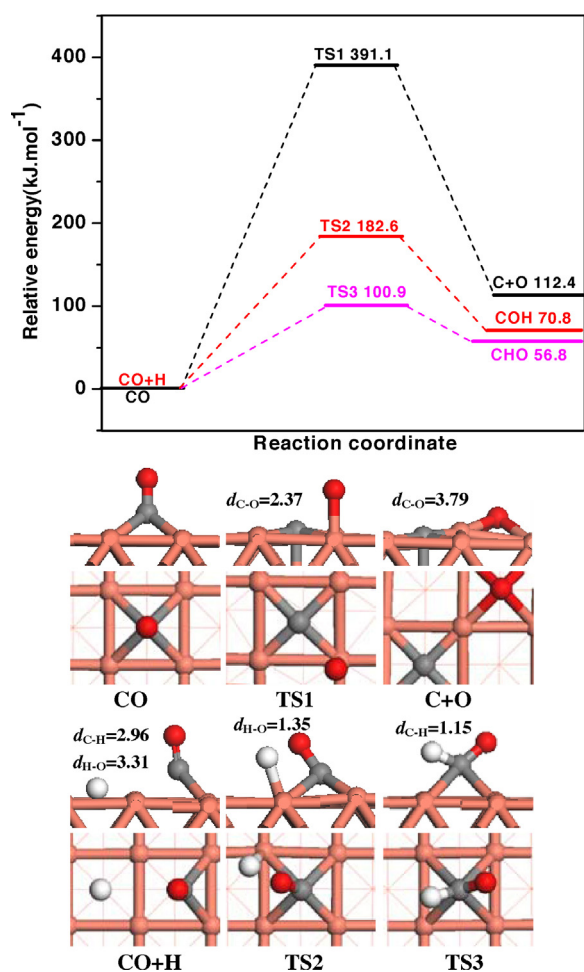 Relative energy(kJ.mol⁻¹)
400
300
200
100
0
TS1 391.1
TS2 182.6
TS3 100.9
C+O 112.4
COH 70.8
CHO 56.8
CO+H
CO
Reaction coordinate
dC-O=2.37
dC-O=3.79
CO
TS1
C+O
dC-H=2.96
dH-O=3.31
dH-O=1.35
dC-H=1.15
CO+H
TS2
TS3